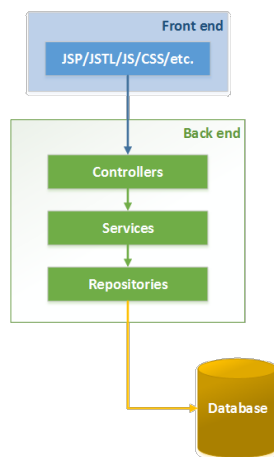 Front end
JSP/JSTL/JS/CSS/etc.
Back end
Controllers
Services
Repositories
Database